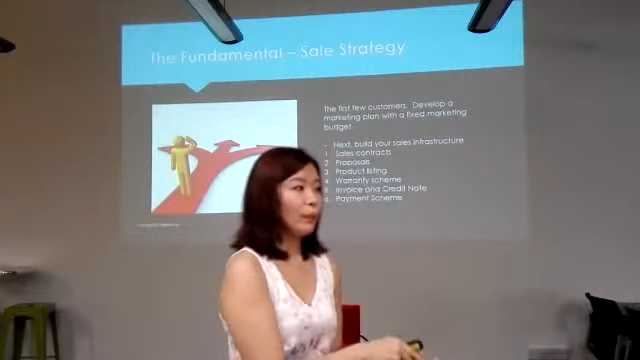 The Fundamental – Sale Strategy
The first few customers. Develop a
marketing plan with a fixed marketing
budget.
- Next, build your sales infrastructure
1 Sales contracts
2 Proposals
3 Product listing
4 Warranty scheme
5 Invoice and Credit Note
6. Payment Scheme